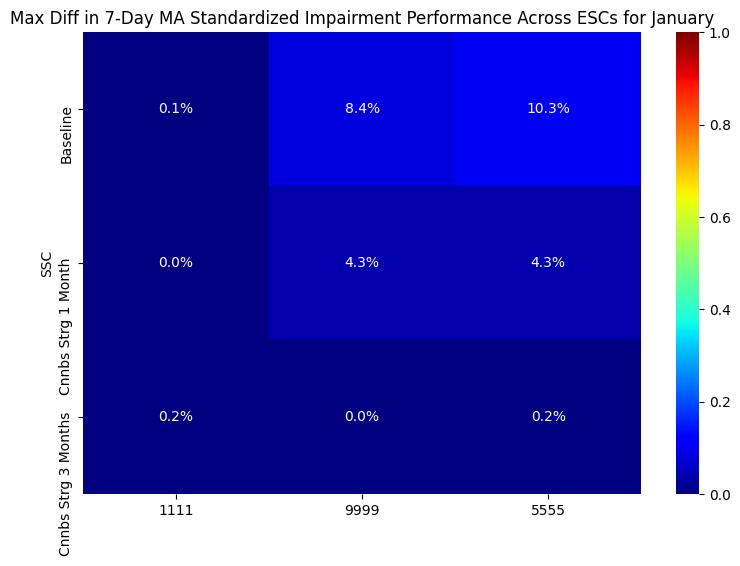 Max Diff in 7-Day MA Standardized Impairment Performance Across ESCs for January
SSC
Baseline
0.1% 8.4% 10.3%
Cnnbs Strg 1 Month
0.0% 4.3% 4.3%
Cnnbs Strg 3 Months
0.2% 0.0% 0.2%
1111 9999 5555
1.0
0.8
0.6
0.4
0.2
0.0